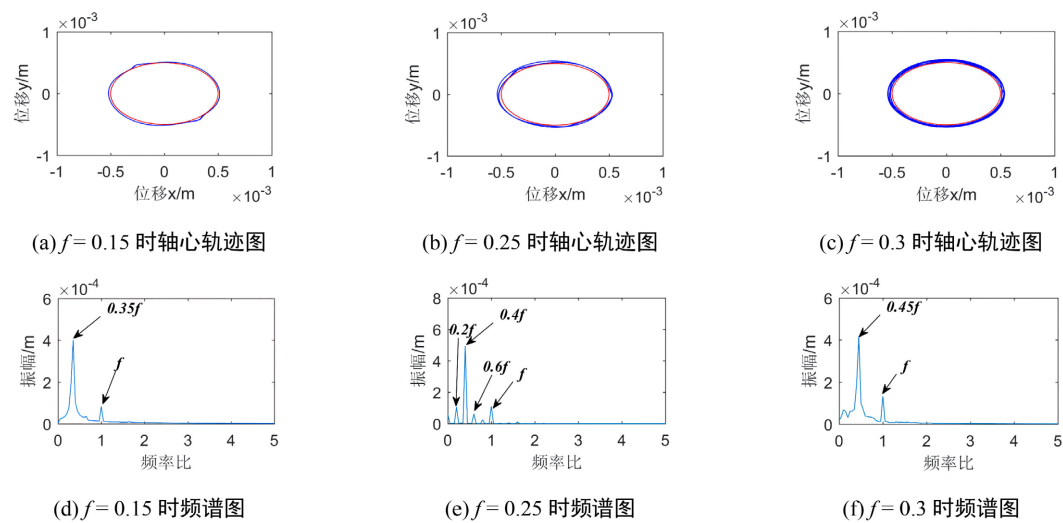 ×10⁻³ ×10⁻³ ×10⁻³
1 1 1
位移y/m 位移y/m 位移y/m
0 0 0
-1 -1 -1
-1 -0.5 0 0.5 1 -1 -0.5 0 0.5 1 -1 -0.5 0 0.5 1
位移x/m ×10⁻³ 位移x/m ×10⁻³ 位移x/m ×10⁻³
(a) f = 0.15 时轴心轨迹图 (b) f = 0.25 时轴心轨迹图 (c) f = 0.3 时轴心轨迹图
×10⁻⁴
6
4
2
0
振幅/m
0.35f
f
0 1 2 3 4 5
频率比
×10⁻⁴
8
6
4
2
0
振幅/m
0.2f
0.4f
0.6f
f
0 1 2 3 4 5
频率比
×10⁻⁴
6
4
2
0
振幅/m
0.45f
f
0 1 2 3 4 5
频率比
(d) f = 0.15 时频谱图 (e) f = 0.25 时频谱图 (f) f = 0.3 时频谱图